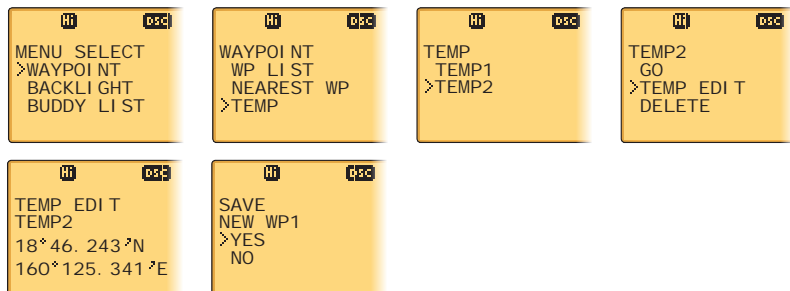 Hi DSC
MENU SELECT
>WAYPOINT
BACKLIGHT
BUDDY LIST
Hi DSC
WAYPOINT
WP LIST
NEAREST WP
>TEMP
Hi DSC
TEMP
TEMP1
>TEMP2
Hi DSC
TEMP2
GO
>TEMP EDIT
DELETE
Hi DSC
TEMP EDIT
TEMP2
18°46.243'N
160°125.341'E
Hi DSC
SAVE
NEW WP1
>YES
NO